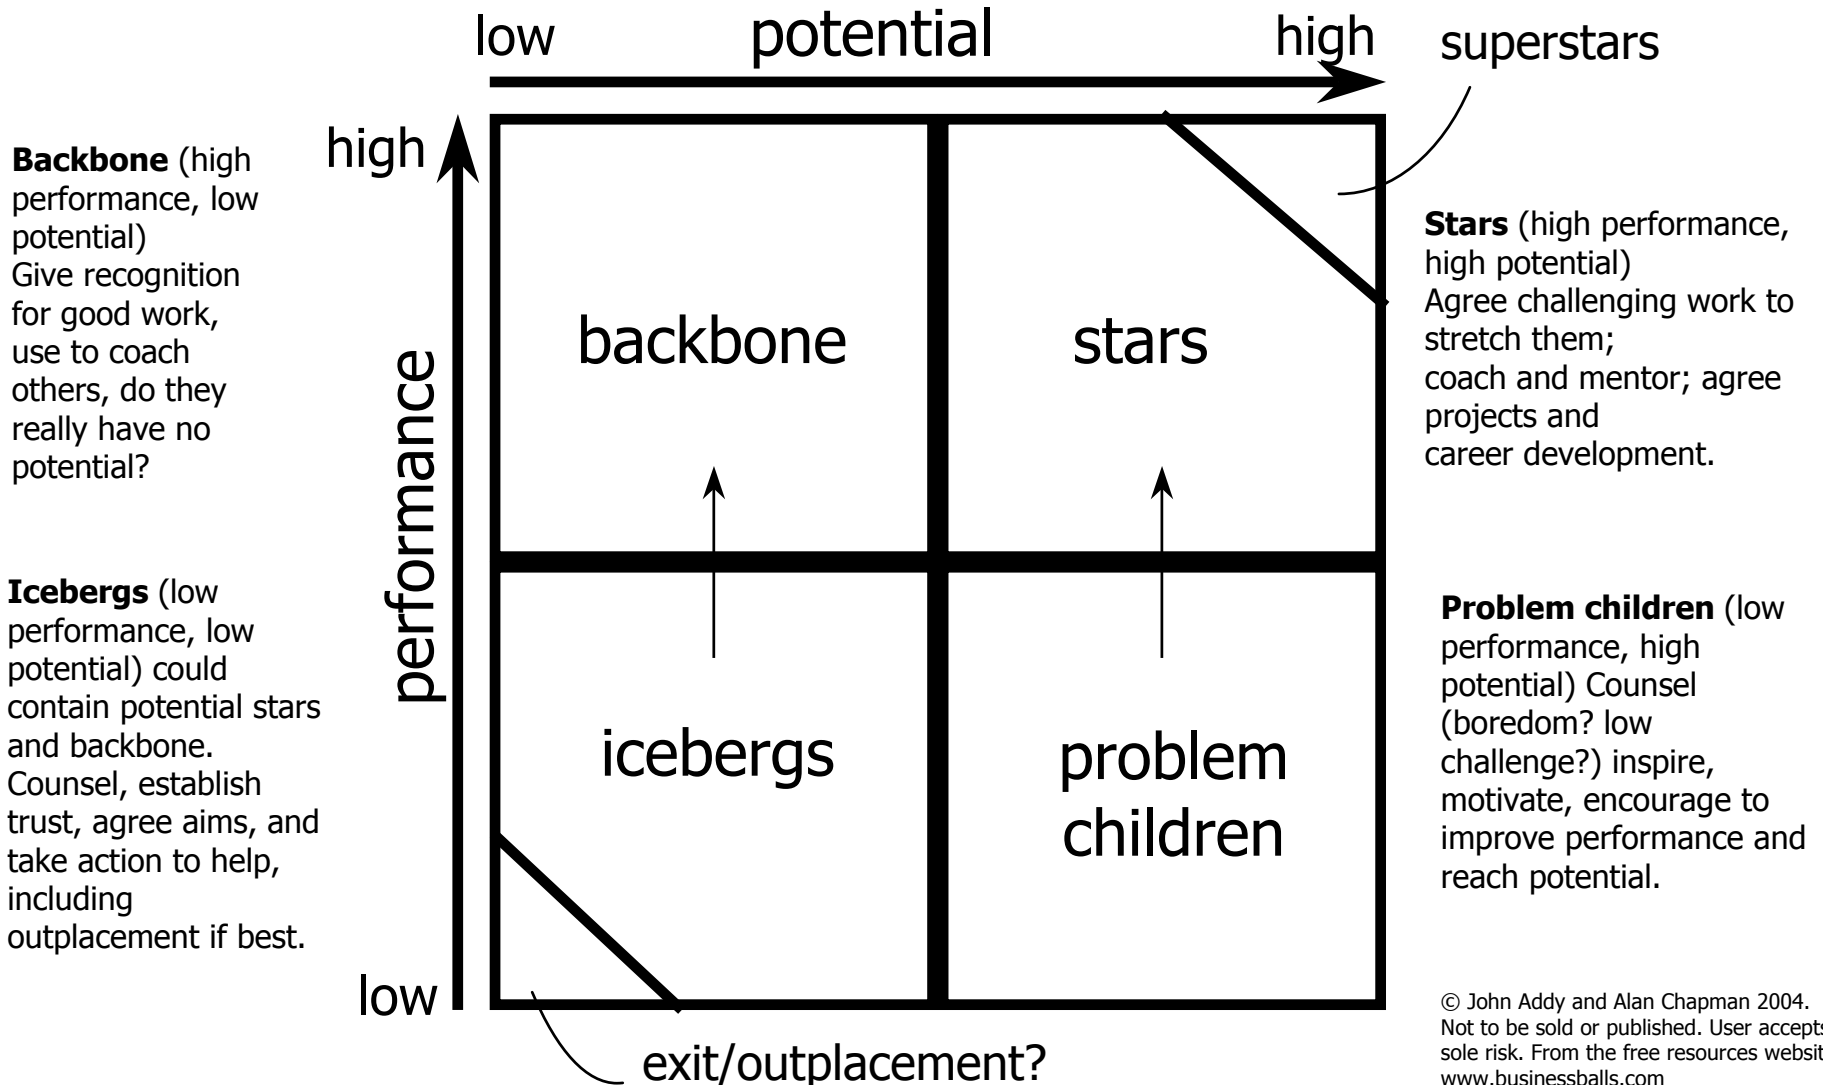 low
potential
high
superstars
Backbone (high
performance, low
potential)
Give recognition
for good work,
use to coach
others, do they
really have no
potential?
high
performance
low
backbone
stars
icebergs
problem
children
Stars (high performance,
high potential)
Agree challenging work to
stretch them;
coach and mentor; agree
projects and
career development.
Icebergs (low
performance, low
potential) could
contain potential stars
and backbone.
Counsel, establish
trust, agree aims, and
take action to help,
including
outplacement if best.
Problem children (low
performance, high
potential) Counsel
(boredom? low
challenge?) inspire,
motivate, encourage to
improve performance and
reach potential.
exit/outplacement?
© John Addy and Alan Chapman 2004.
Not to be sold or published. User accepts
sole risk. From the free resources websit
www.businessballs.com